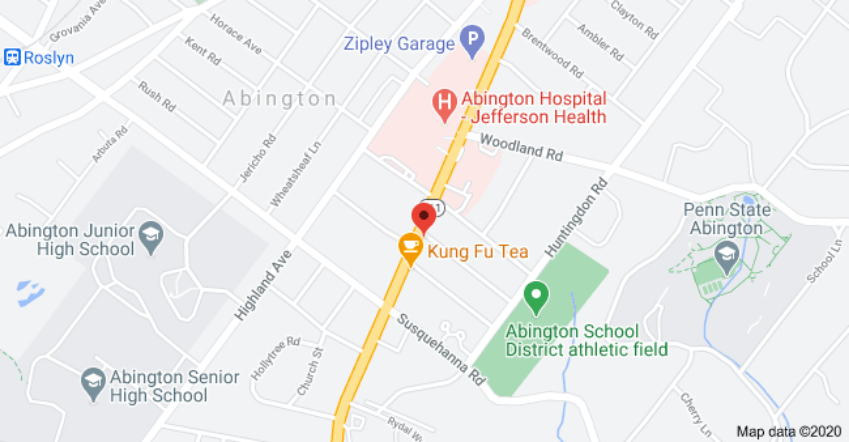 Grovania Ave
Horace Ave
Clayton Rd
Ambler Rd
Brentwood Rd
Zipley Garage
P
Roslyn
Kent Rd
Rush Rd
Abington
H
Abington Hospital
- Jefferson Health
Arbuta Rd
Jericho Rd
Wheatsheaf Ln
Woodland Rd
Huntingdon Rd
Penn State
Abington
School Ln
Abington Junior
High School
Highland Ave
Kung Fu Tea
Susquehanna Rd
Abington School
District athletic field
Hollytree Rd
Church St
Abington Senior
High School
Cherry Ln
Rydal
Map data ©2020